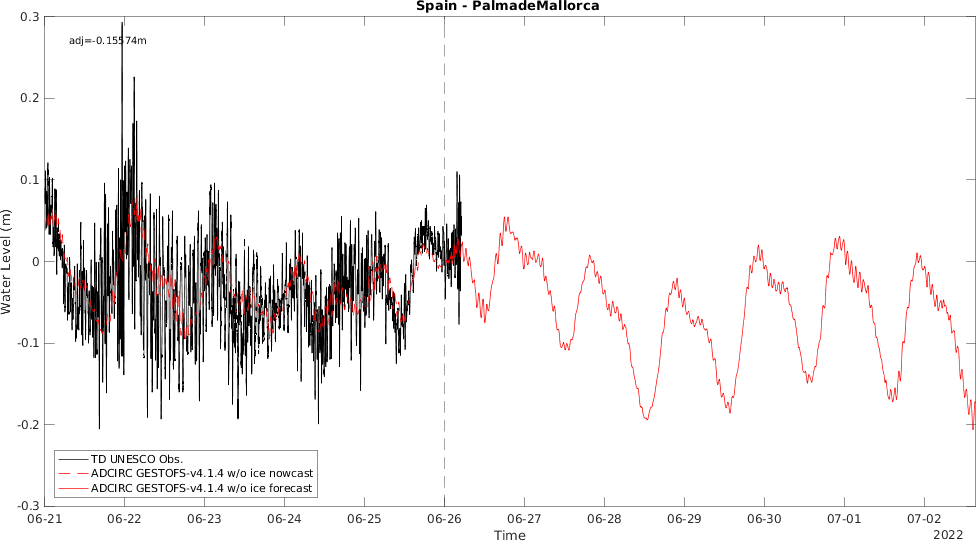 Spain - PalmadeMallorca
adj=-0.15574m
Water Level (m)
0.3
0.2
0.1
0
-0.1
-0.2
-0.3
TD UNESCO Obs.
ADCIRC GESTOFS-v4.1.4 w/o ice nowcast
ADCIRC GESTOFS-v4.1.4 w/o ice forecast
06-21 06-22 06-23 06-24 06-25 06-26 06-27 06-28 06-29 06-30 07-01 07-02
Time
2022